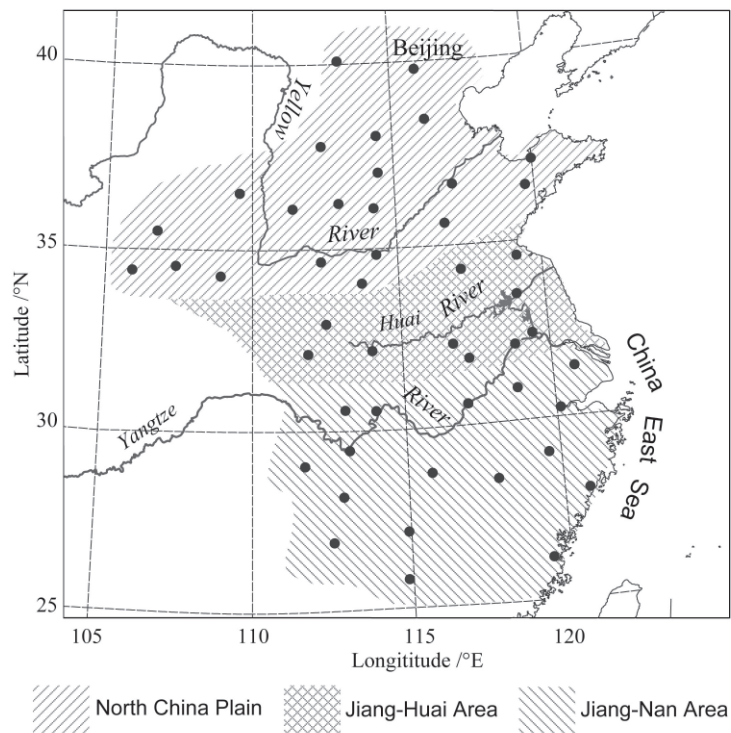 40
Beijing
Yellow
35
River
Latitude /°N
Huai River
China
East
Sea
30
Yangtze
River
25
105 110 115 120
Longititude /°E
North China Plain Jiang-Huai Area Jiang-Nan Area